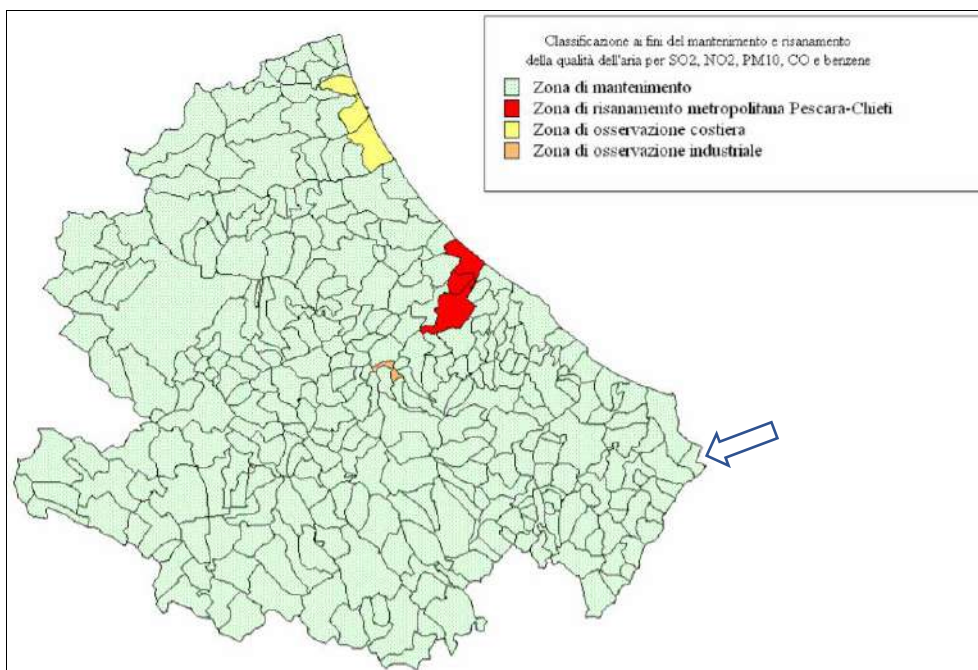 Classificazione ai fini del mantenimento e risanamento
della qualità dell'aria per SO2, NO2, PM10, CO e benzene
Zona di mantenimento
Zona di risanamemto metropolitana Pescara-Chieti
Zona di osservazione costiera
Zona di osservazione industriale